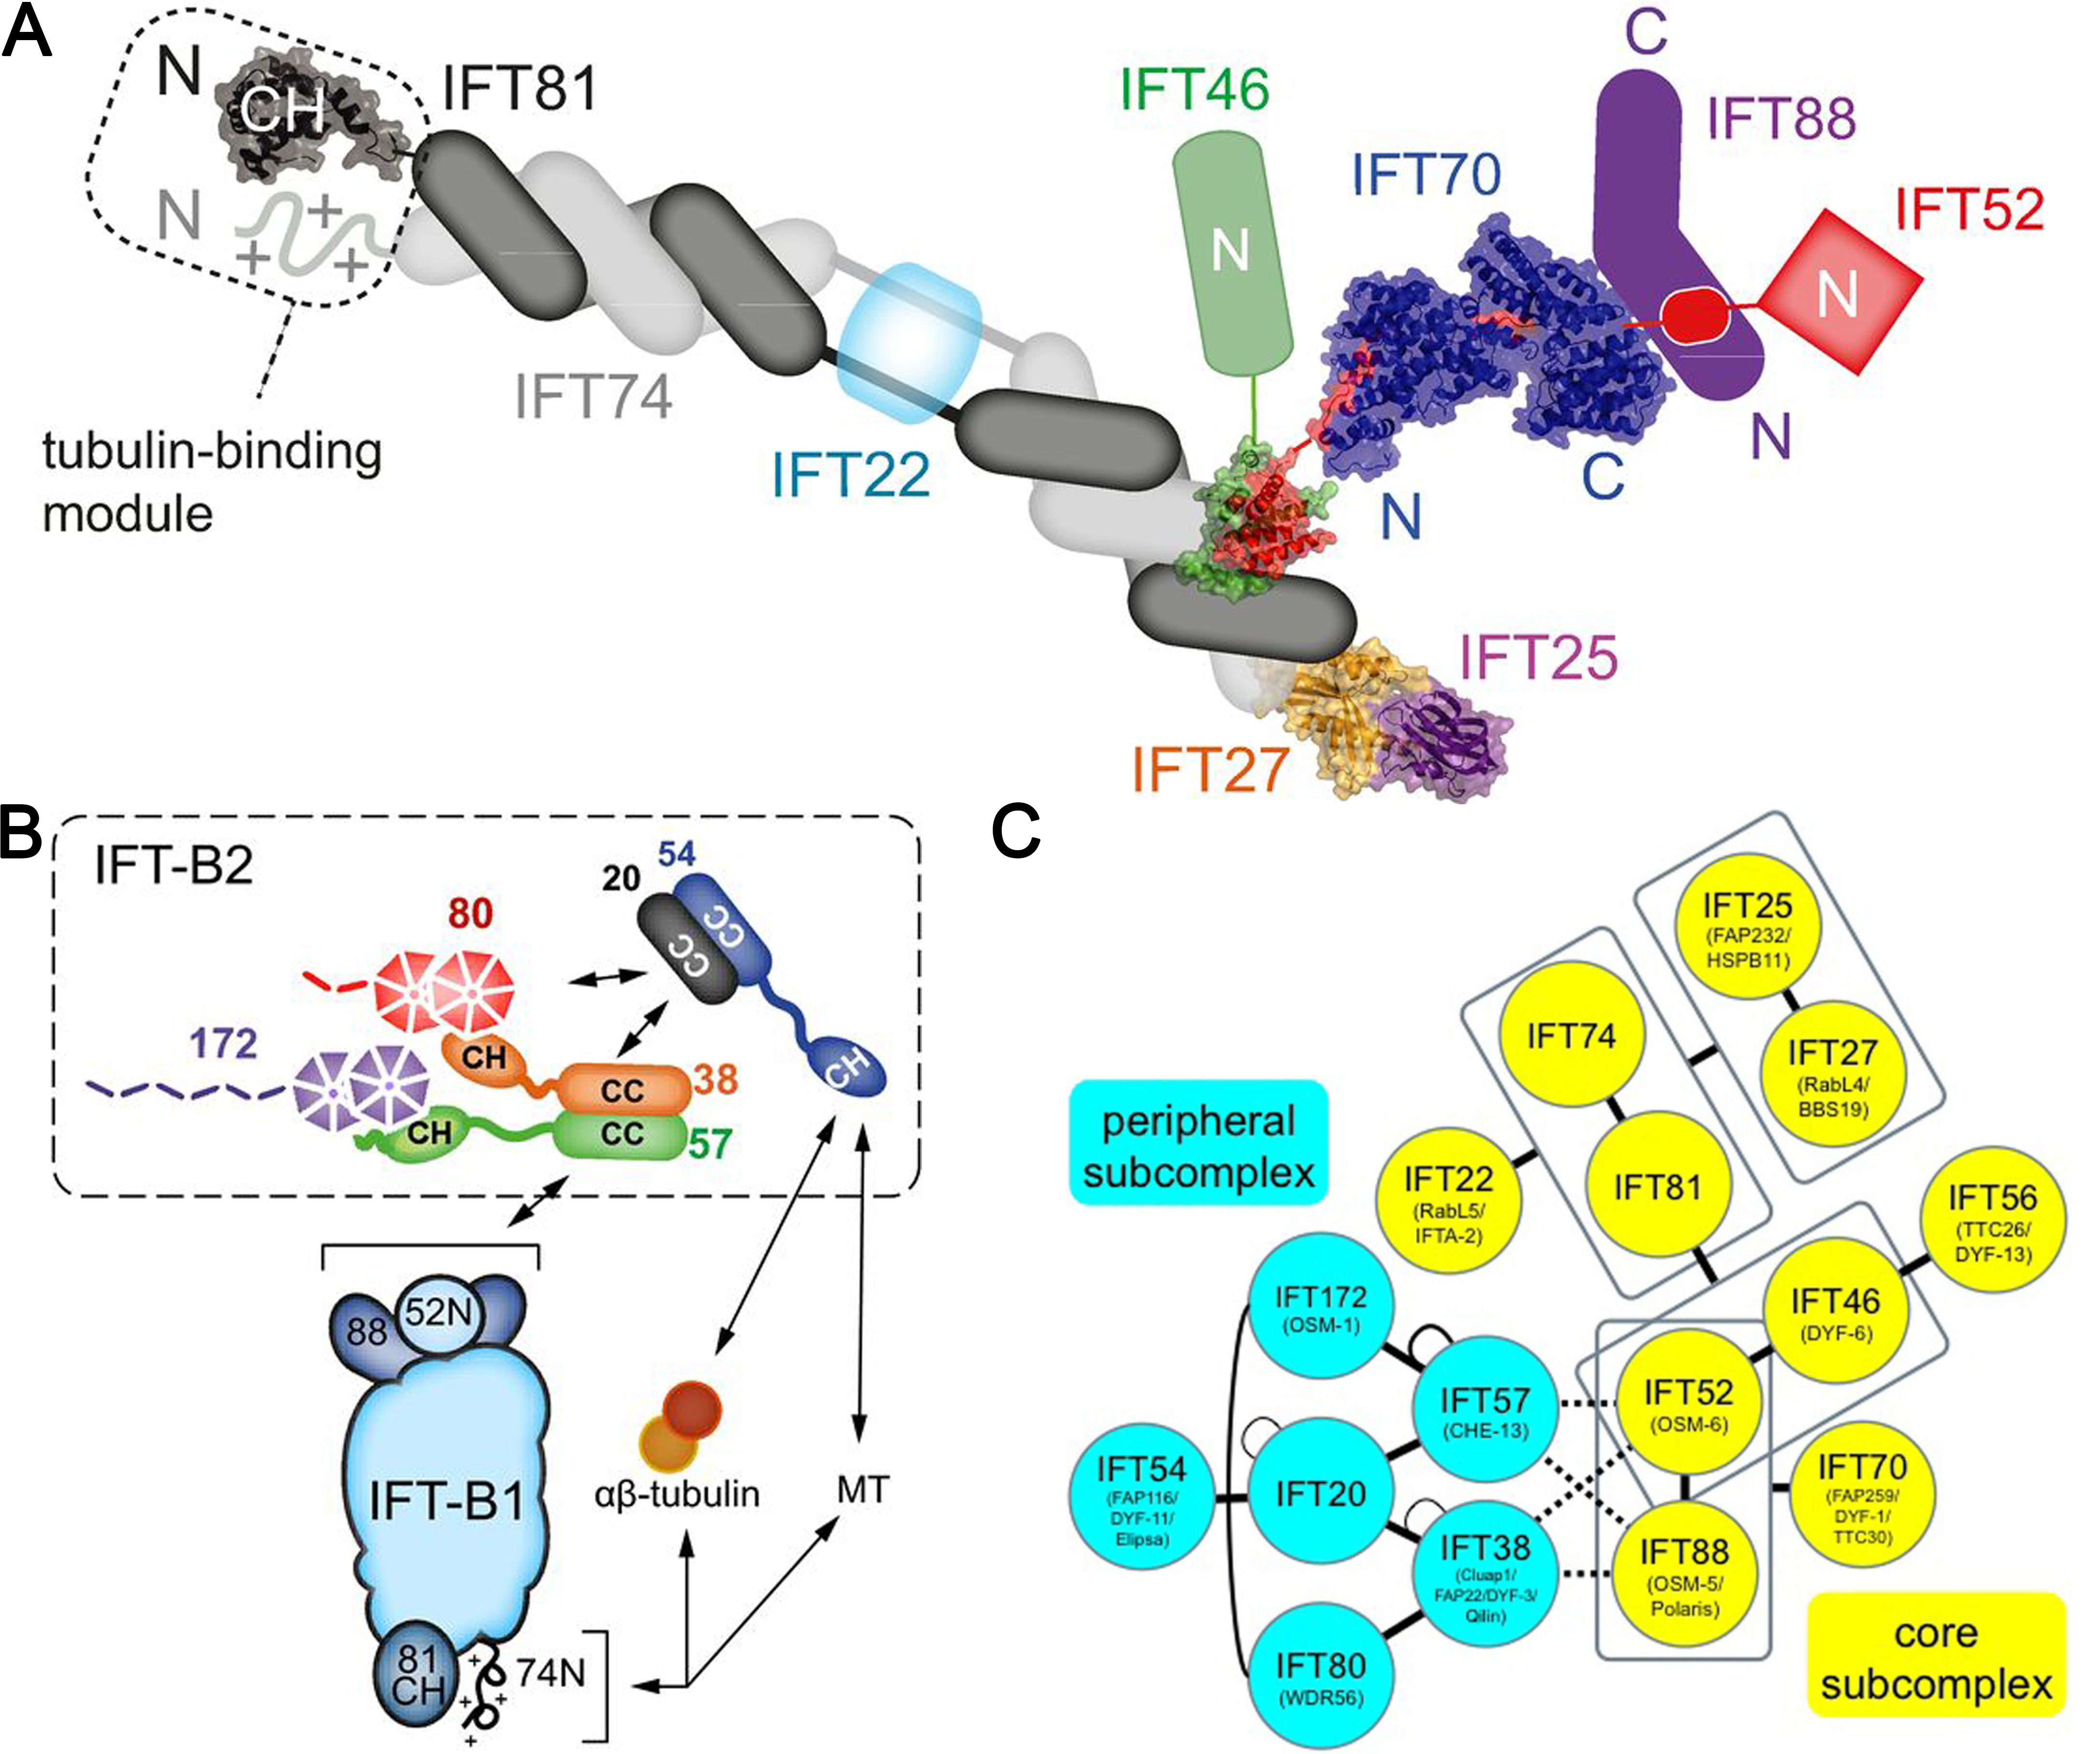 A
N
CH
IFT81
N
+
+
+
IFT74
tubulin-binding
module
IFT22
IFT46
N
IFT70
N
C
C
IFT88
N
IFT52
N
IFT25
IFT27
B
IFT-B2
54
20
CC
CC
80
172
CH
CC
38
CH
CC
57
CH
88
52N
IFT-B1
αβ-tubulin
MT
81
CH
74N
+
+
+
+
C
IFT25
(FAP232/
HSPB11)
IFT74
IFT27
(RabL4/
BBS19)
peripheral
subcomplex
IFT22
(RabL5/
IFTA-2)
IFT81
IFT56
(TTC26/
DYF-13)
IFT172
(OSM-1)
IFT46
(DYF-6)
IFT57
(CHE-13)
IFT52
(OSM-6)
IFT54
(FAP116/
DYF-11/
Elipsa)
IFT20
IFT38
(Cluap1/
FAP22/DYF-3/
Qilin)
IFT88
(OSM-5/
Polaris)
IFT70
(FAP259/
DYF-1/
TTC30)
IFT80
(WDR56)
core
subcomplex